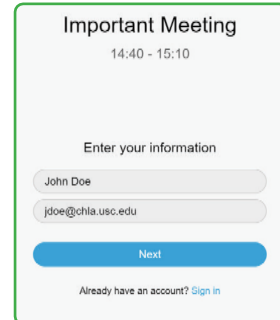 Important Meeting
14:40 - 15:10
Enter your information
John Doe
jdoe@chla.usc.edu
Next
Already have an account? Sign in